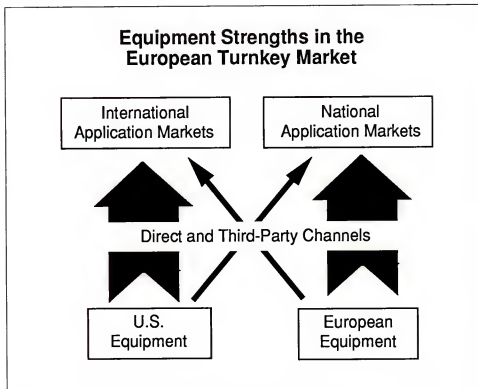 Equipment Strengths in the
European Turnkey Market
International
Application Markets
National
Application Markets
Direct and Third-Party Channels
U.S.
Equipment
European
Equipment